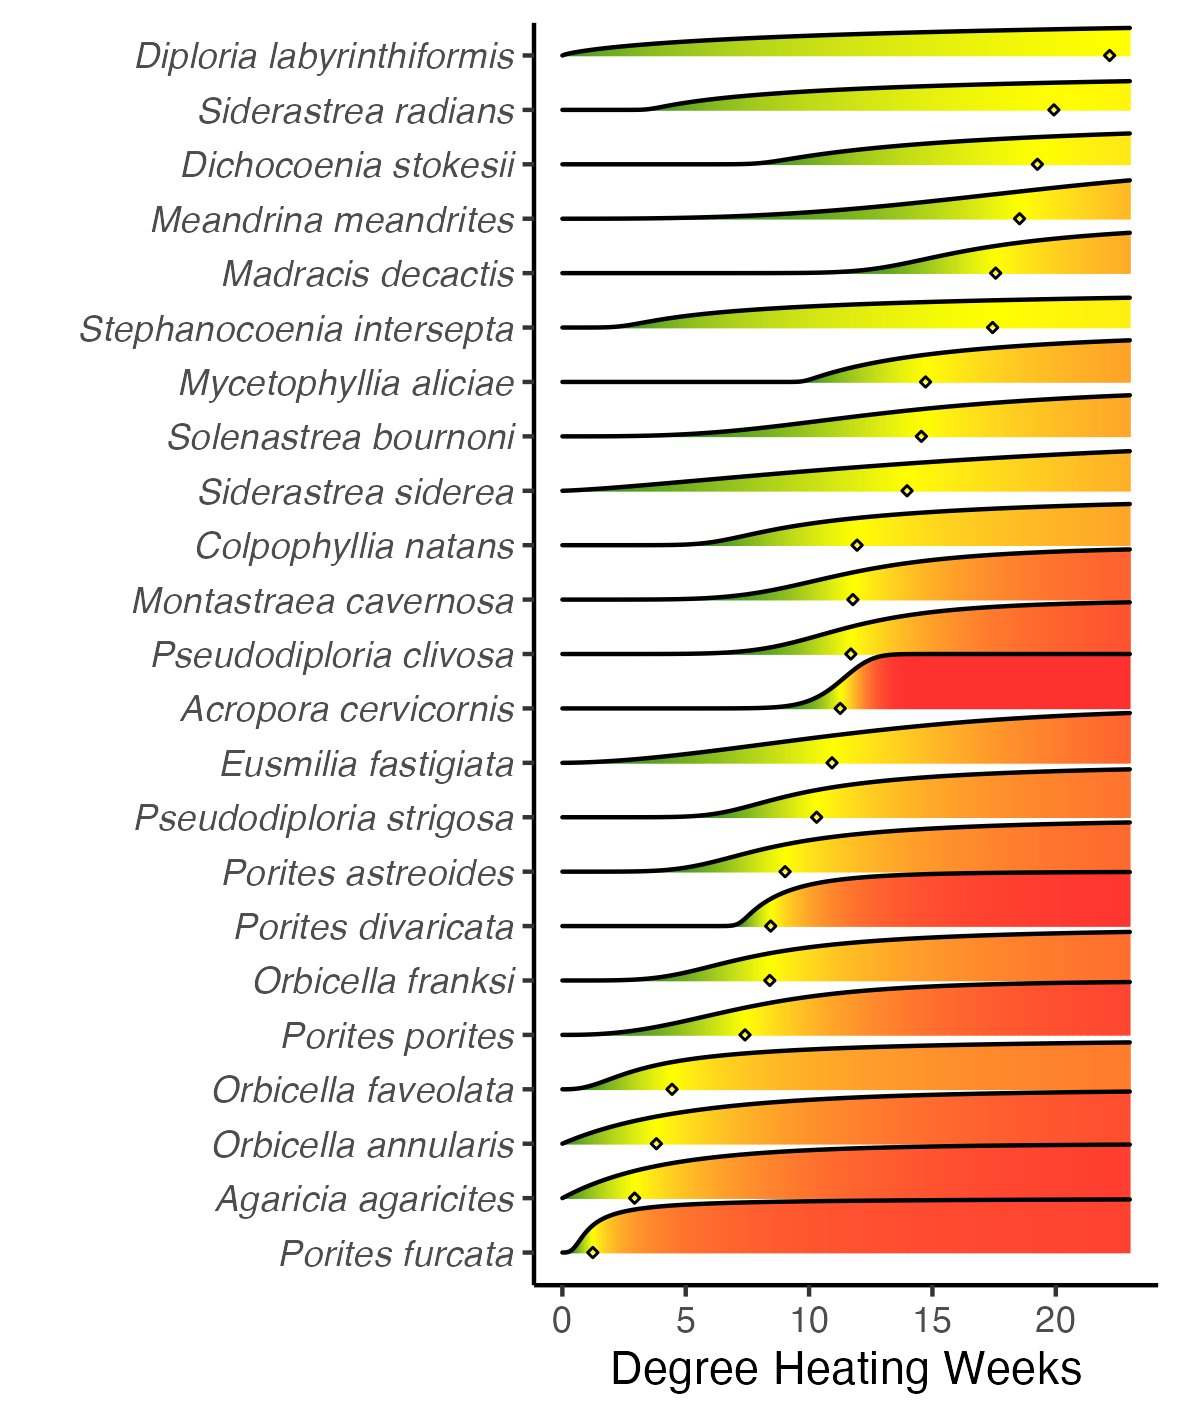 Diploria labyrinthiformis
Siderastrea radians
Dichocoenia stokesii
Meandrina meandrites
Madracis decactis
Stephanocoenia intersepta
Mycetophyllia aliciae
Solenastrea bournoni
Siderastrea siderea
Colpophyllia natans
Montastraea cavernosa
Pseudodiploria clivosa
Acropora cervicornis
Eusmilia fastigiata
Pseudodiploria strigosa
Porites astreoides
Porites divaricata
Orbicella franksi
Porites porites
Orbicella faveolata
Orbicella annularis
Agaricia agaricites
Porites furcata
0 5 10 15 20
Degree Heating Weeks